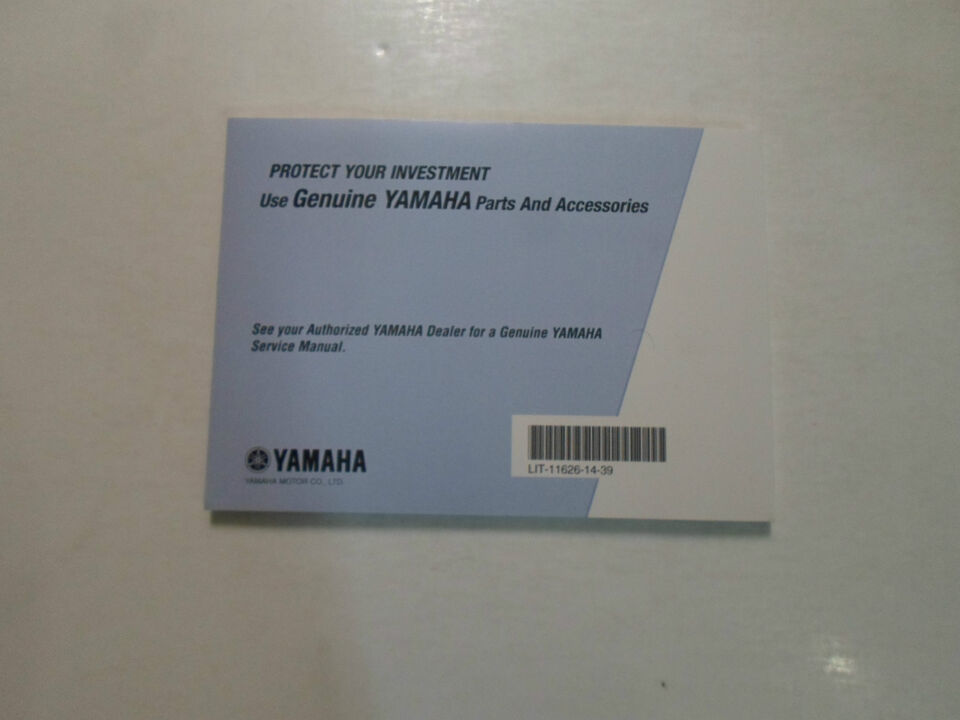 PROTECT YOUR INVESTMENT
Use Genuine YAMAHA Parts And Accessories
See your Authorized YAMAHA Dealer for a Genuine YAMAHA
Service Manual.
YAMAHA
YAMAHA MOTOR CO., LTD.
LIT-11626-14-39